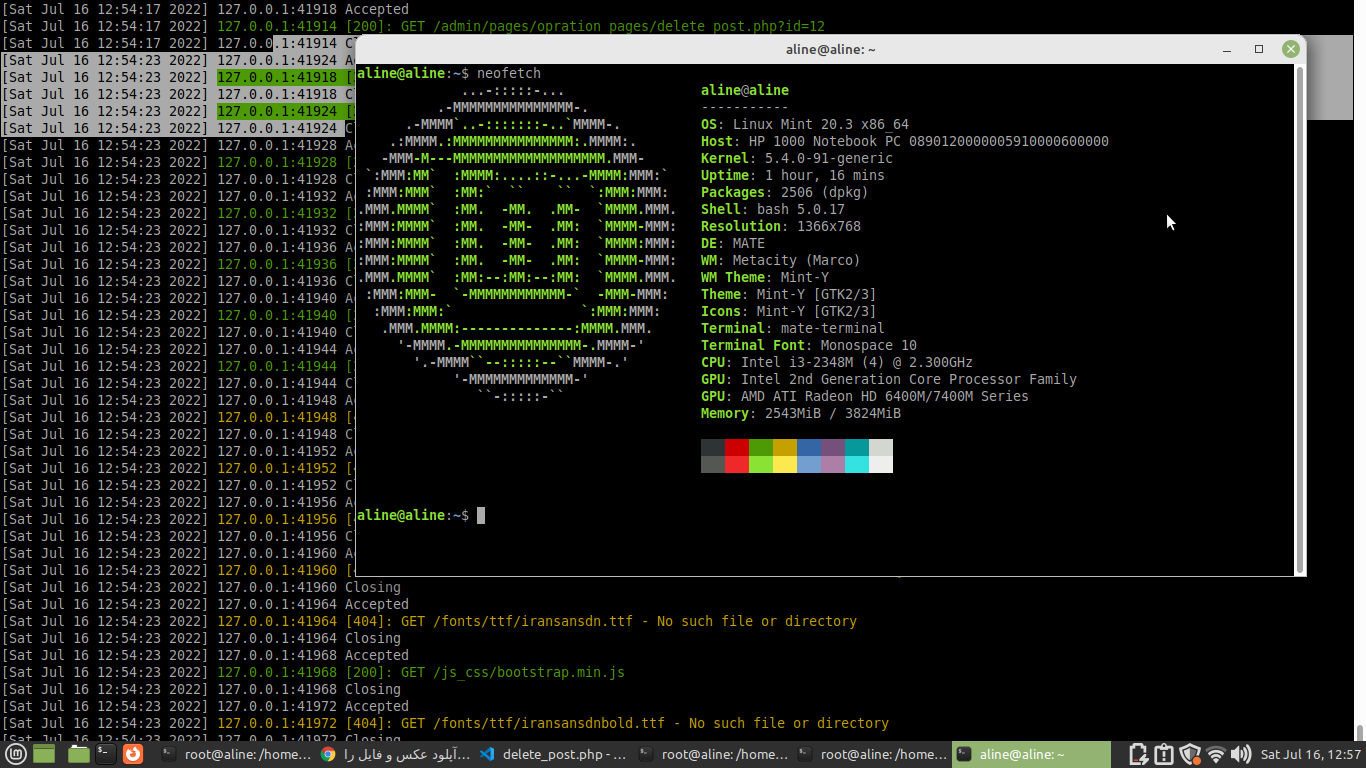 [Sat Jul 16 12:54:17 2022] 127.0.0.1:41918 Accepted
[Sat Jul 16 12:54:17 2022] 127.0.0.1:41914 [200]: GET /admin/pages/opration_pages/delete_post.php?id=12
[Sat Jul 16 12:54:17 2022] 127.0.0.1:41914 C
[Sat Jul 16 12:54:23 2022] 127.0.0.1:41924 A
[Sat Jul 16 12:54:23 2022] 127.0.0.1:41918 [
[Sat Jul 16 12:54:23 2022] 127.0.0.1:41918 C
[Sat Jul 16 12:54:23 2022] 127.0.0.1:41924 [
[Sat Jul 16 12:54:23 2022] 127.0.0.1:41924 C
[Sat Jul 16 12:54:23 2022] 127.0.0.1:41928 A
[Sat Jul 16 12:54:23 2022] 127.0.0.1:41928 [
[Sat Jul 16 12:54:23 2022] 127.0.0.1:41928 C
[Sat Jul 16 12:54:23 2022] 127.0.0.1:41932 A
[Sat Jul 16 12:54:23 2022] 127.0.0.1:41932 [
[Sat Jul 16 12:54:23 2022] 127.0.0.1:41932 C
[Sat Jul 16 12:54:23 2022] 127.0.0.1:41936 A
[Sat Jul 16 12:54:23 2022] 127.0.0.1:41936 [
[Sat Jul 16 12:54:23 2022] 127.0.0.1:41936 C
[Sat Jul 16 12:54:23 2022] 127.0.0.1:41940 A
[Sat Jul 16 12:54:23 2022] 127.0.0.1:41940 [
[Sat Jul 16 12:54:23 2022] 127.0.0.1:41940 C
[Sat Jul 16 12:54:23 2022] 127.0.0.1:41944 A
[Sat Jul 16 12:54:23 2022] 127.0.0.1:41944 [
[Sat Jul 16 12:54:23 2022] 127.0.0.1:41944 C
[Sat Jul 16 12:54:23 2022] 127.0.0.1:41948 A
[Sat Jul 16 12:54:23 2022] 127.0.0.1:41948 [
[Sat Jul 16 12:54:23 2022] 127.0.0.1:41948 C
[Sat Jul 16 12:54:23 2022] 127.0.0.1:41952 A
[Sat Jul 16 12:54:23 2022] 127.0.0.1:41952 [
[Sat Jul 16 12:54:23 2022] 127.0.0.1:41952 C
[Sat Jul 16 12:54:23 2022] 127.0.0.1:41956 A
[Sat Jul 16 12:54:23 2022] 127.0.0.1:41956 [
[Sat Jul 16 12:54:23 2022] 127.0.0.1:41956 C
[Sat Jul 16 12:54:23 2022] 127.0.0.1:41960 A
[Sat Jul 16 12:54:23 2022] 127.0.0.1:41960 [
[Sat Jul 16 12:54:23 2022] 127.0.0.1:41960 Closing
[Sat Jul 16 12:54:23 2022] 127.0.0.1:41964 Accepted
[Sat Jul 16 12:54:23 2022] 127.0.0.1:41964 [404]: GET /fonts/ttf/iransansdn.ttf - No such file or directory
[Sat Jul 16 12:54:23 2022] 127.0.0.1:41964 Closing
[Sat Jul 16 12:54:23 2022] 127.0.0.1:41968 Accepted
[Sat Jul 16 12:54:23 2022] 127.0.0.1:41968 [200]: GET /js_css/bootstrap.min.js
[Sat Jul 16 12:54:23 2022] 127.0.0.1:41968 Closing
[Sat Jul 16 12:54:23 2022] 127.0.0.1:41972 Accepted
[Sat Jul 16 12:54:23 2022] 127.0.0.1:41972 [404]: GET /fonts/ttf/iransansdnbold.ttf - No such file or directory
[Sat Jul 16 12:54:23 2022] 127.0.0.1:41972 Closing
aline@aline: ~
aline@aline:~$ neofetch
aline@aline
-----------
OS: Linux Mint 20.3 x86_64
Host: HP 1000 Notebook PC 0890120000005910000600000
Kernel: 5.4.0-91-generic
Uptime: 1 hour, 16 mins
Packages: 2506 (dpkg)
Shell: bash 5.0.17
Resolution: 1366x768
DE: MATE
WM: Metacity (Marco)
WM Theme: Mint-Y
Theme: Mint-Y [GTK2/3]
Icons: Mint-Y [GTK2/3]
Terminal: mate-terminal
Terminal Font: Monospace 10
CPU: Intel i3-2348M (4) @ 2.300GHz
GPU: Intel 2nd Generation Core Processor Family
GPU: AMD ATI Radeon HD 6400M/7400M Series
Memory: 2543MiB / 3824MiB
aline@aline:~$
root@aline: /home...
آپلود عکس و فایل را...
delete_post.php - ...
root@aline: /home...
root@aline: /home...
aline@aline: ~
Sat Jul 16, 12:57